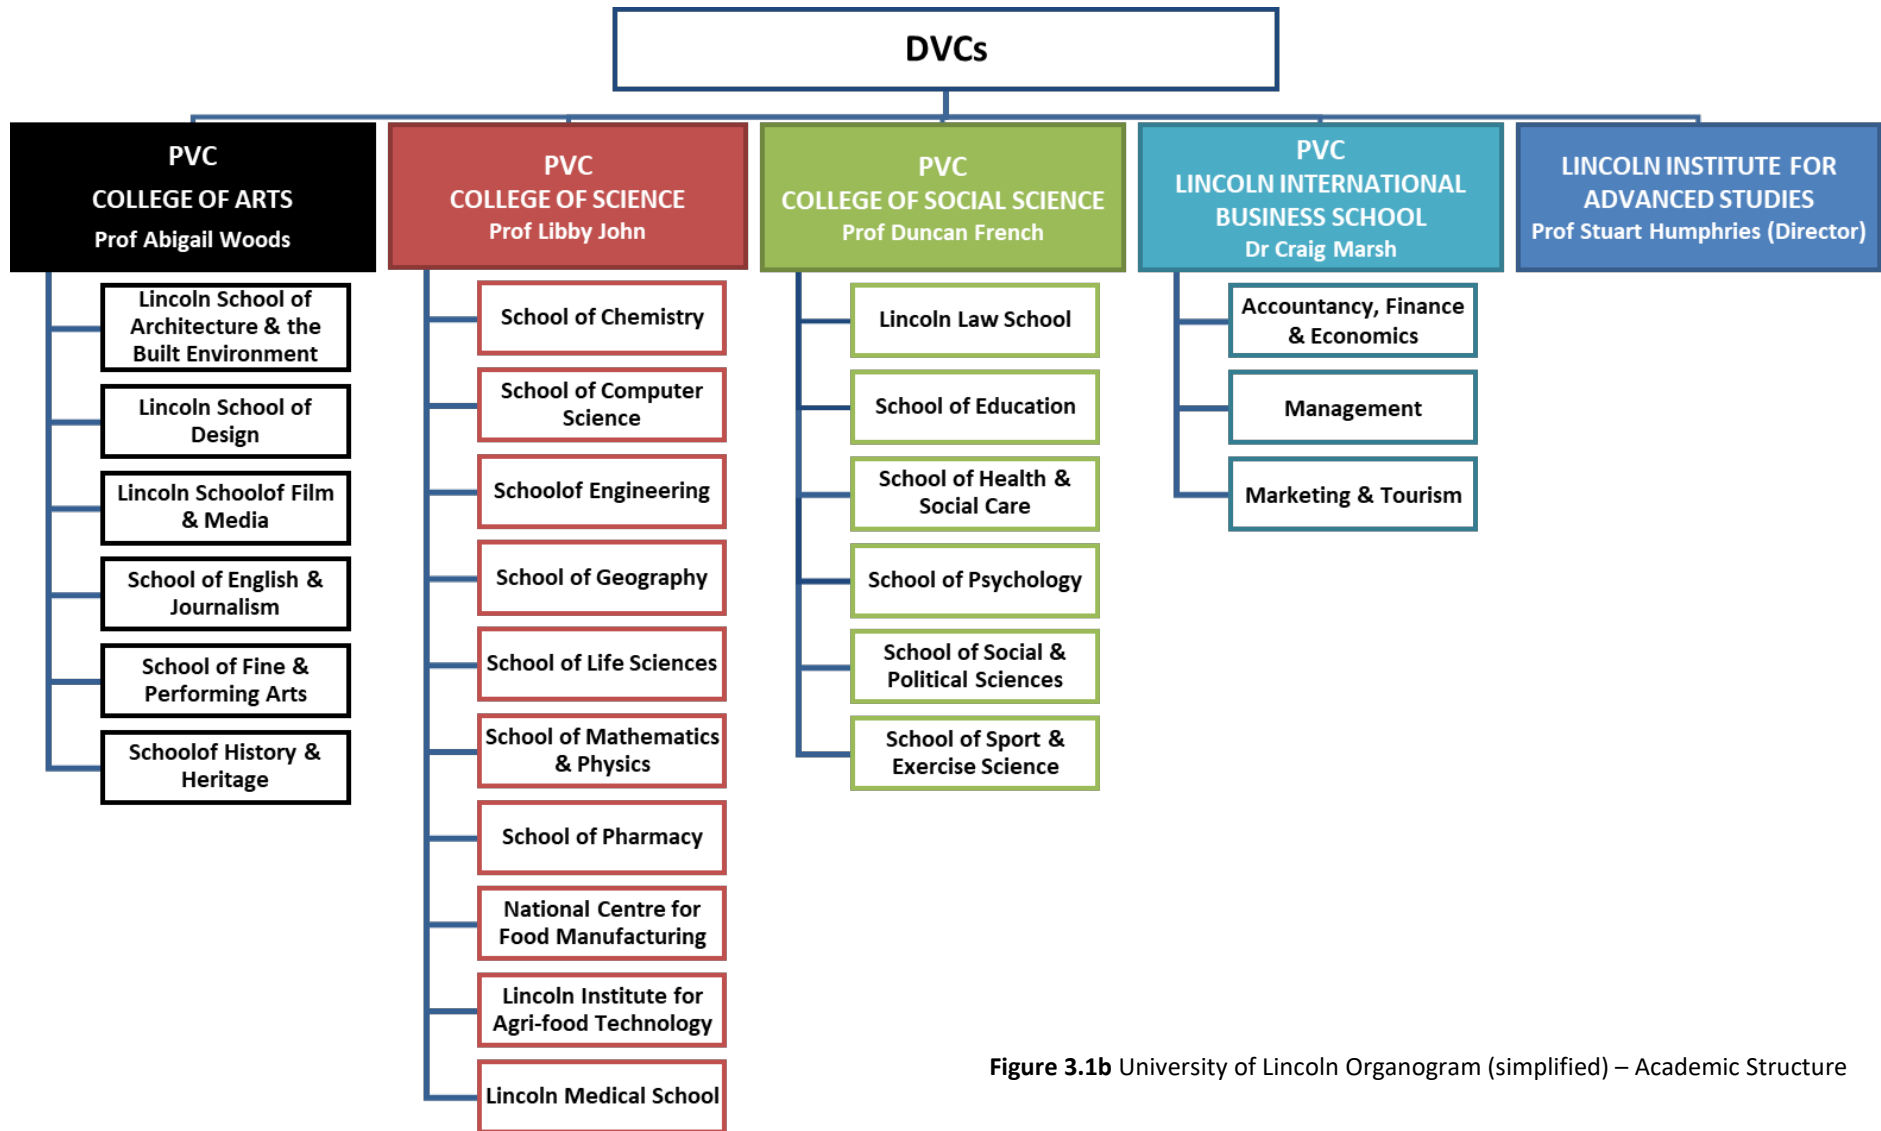 DVCs
PVC
COLLEGE OF ARTS
Prof Abigail Woods
Lincoln School of
Architecture & the
Built Environment
Lincoln School of
Design
Lincoln Schoolof Film
& Media
School of English &
Journalism
School of Fine &
Performing Arts
Schoolof History &
Heritage
PVC
COLLEGE OF SCIENCE
Prof Libby John
School of Chemistry
School of Computer
Science
Schoolof Engineering
School of Geography
School of Life Sciences
School of Mathematics
& Physics
School of Pharmacy
National Centre for
Food Manufacturing
Lincoln Institute for
Agri-food Technology
Lincoln Medical School
PVC
COLLEGE OF SOCIAL SCIENCE
Prof Duncan French
Lincoln Law School
School of Education
School of Health &
Social Care
School of Psychology
School of Social &
Political Sciences
School of Sport &
Exercise Science
PVC
LINCOLN INTERNATIONAL
BUSINESS SCHOOL
Dr Craig Marsh
Accountancy, Finance
& Economics
Management
Marketing & Tourism
LINCOLN INSTITUTE FOR
ADVANCED STUDIES
Prof Stuart Humphries (Director)
Figure 3.1b University of Lincoln Organogram (simplified) – Academic Structure